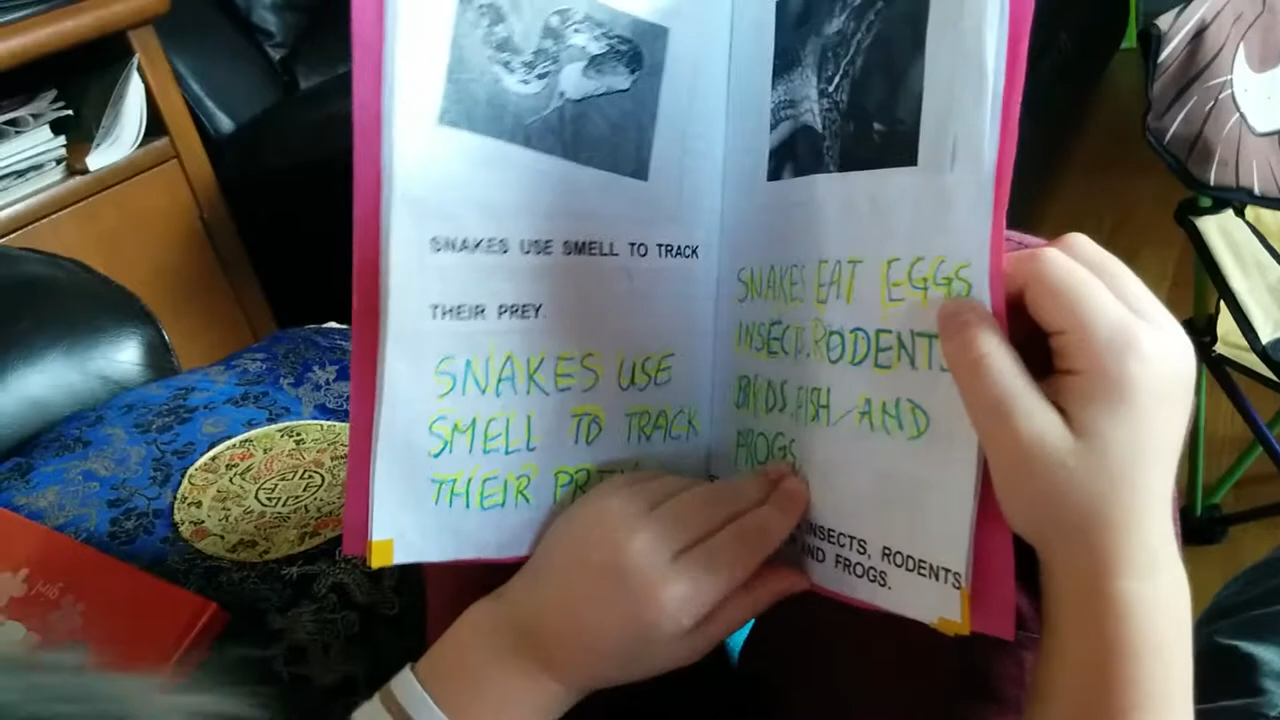 SNAKES USE SMELL TO TRACK
THEIR PREY.
SNAKES USE
SMELL TO TRACK
THEIR
SNAKES EAT EGGS
INSECT, RODENTS
BIRDS, FISH AND
FROGS
INSECTS, RODENTS
AND FROGS.